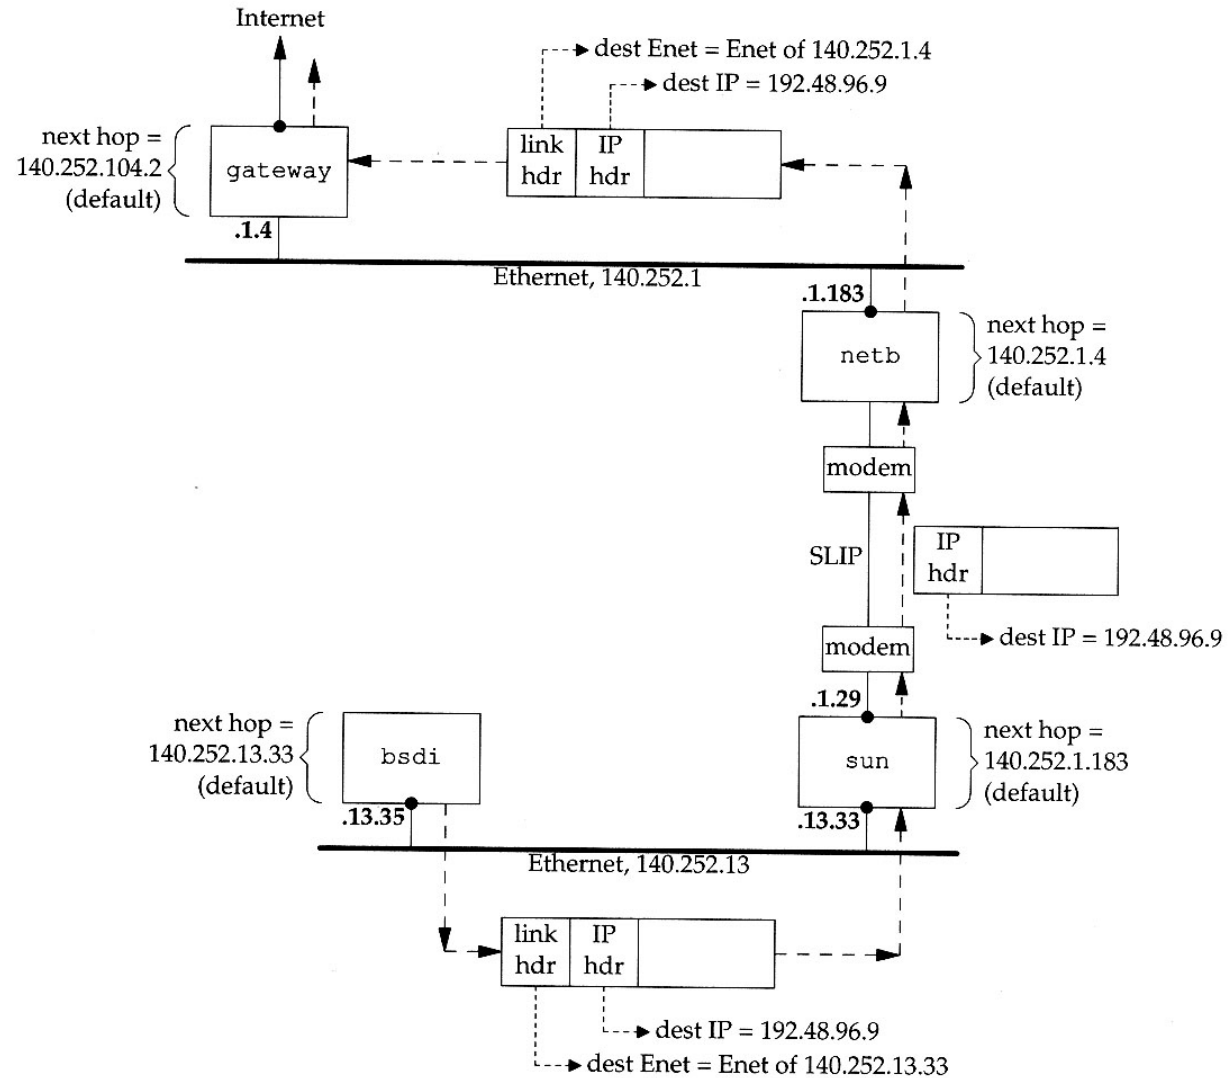 Internet
dest Enet = Enet of 140.252.1.4
dest IP = 192.48.96.9
next hop =
140.252.104.2
(default)
gateway
link
hdr
IP
hdr
.1.4
Ethernet, 140.252.1
.1.183
netb
next hop =
140.252.1.4
(default)
modem
SLIP
IP
hdr
dest IP = 192.48.96.9
modem
.1.29
next hop =
140.252.13.33
(default)
bsdi
sun
next hop =
140.252.1.183
(default)
.13.35
.13.33
Ethernet, 140.252.13
link
hdr
IP
hdr
dest IP = 192.48.96.9
dest Enet = Enet of 140.252.13.33